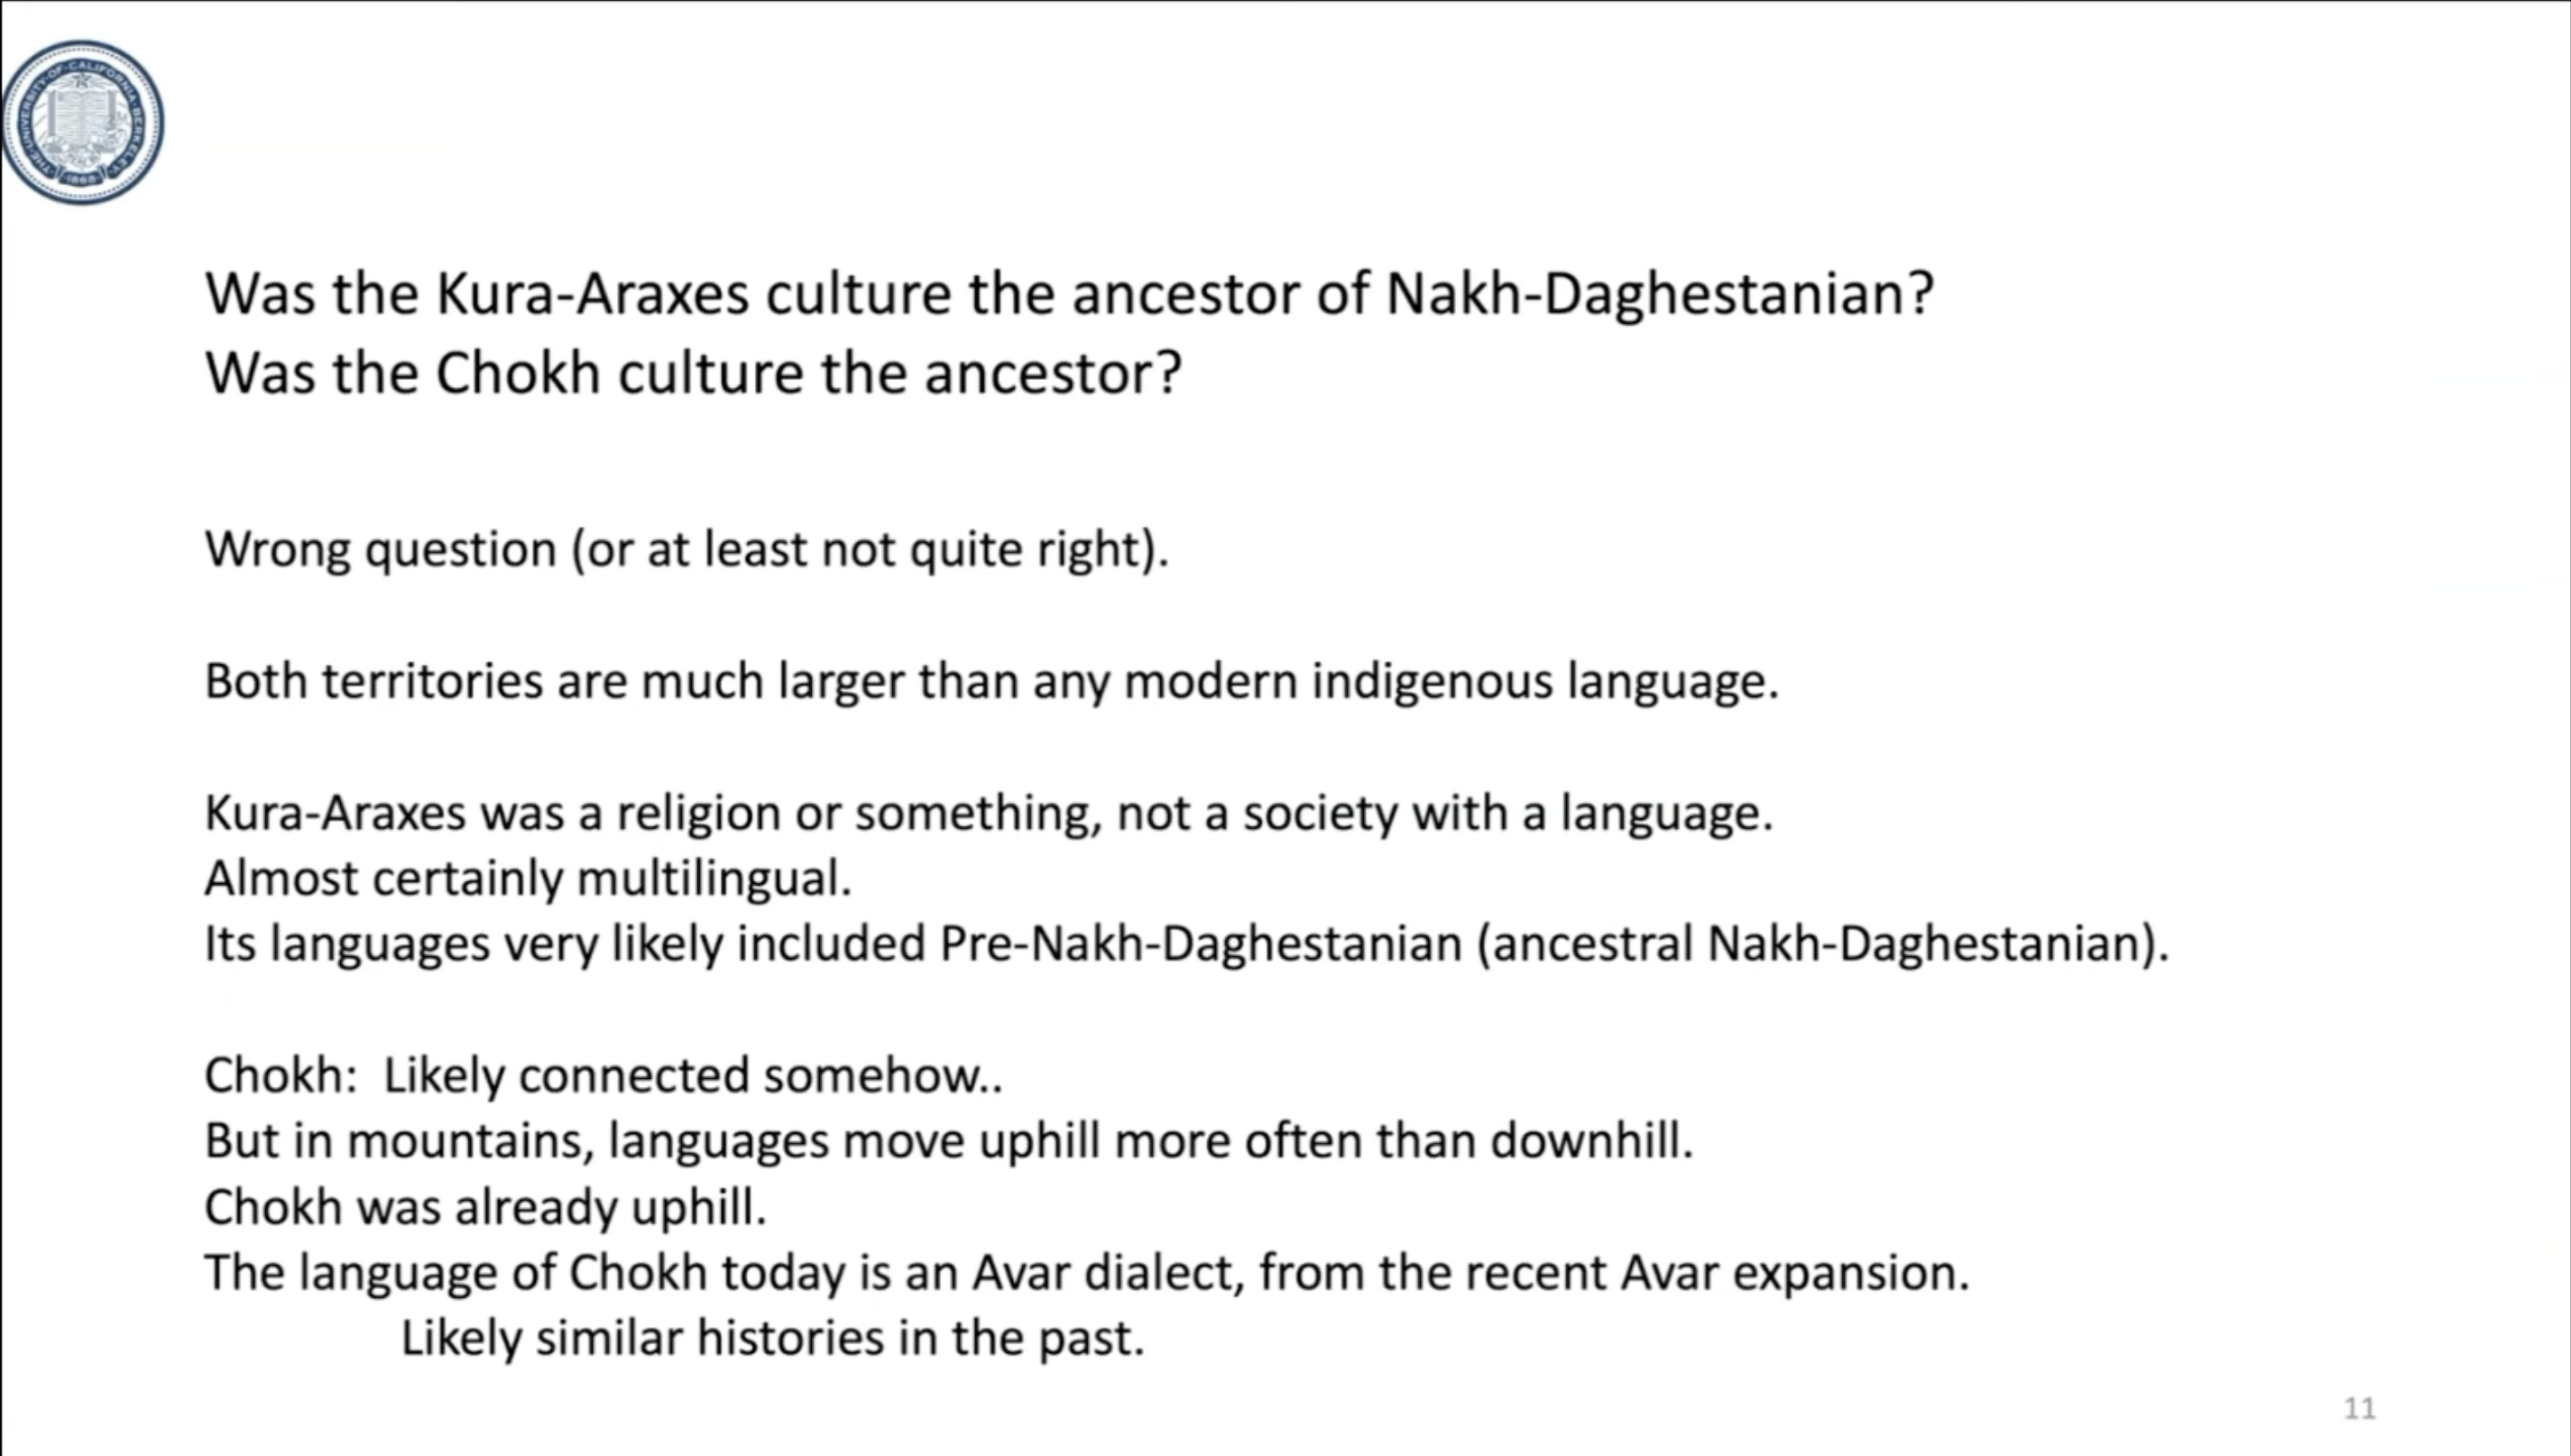 THE·UNIVERSITY·OF·CALIFORNIA·BERKELEY
1868
Was the Kura-Araxes culture the ancestor of Nakh-Daghestanian?
Was the Chokh culture the ancestor?
Wrong question (or at least not quite right).
Both territories are much larger than any modern indigenous language.
Kura-Araxes was a religion or something, not a society with a language.
Almost certainly multilingual.
Its languages very likely included Pre-Nakh-Daghestanian (ancestral Nakh-Daghestanian).
Chokh:  Likely connected somehow..
But in mountains, languages move uphill more often than downhill.
Chokh was already uphill.
The language of Chokh today is an Avar dialect, from the recent Avar expansion.
Likely similar histories in the past.
11